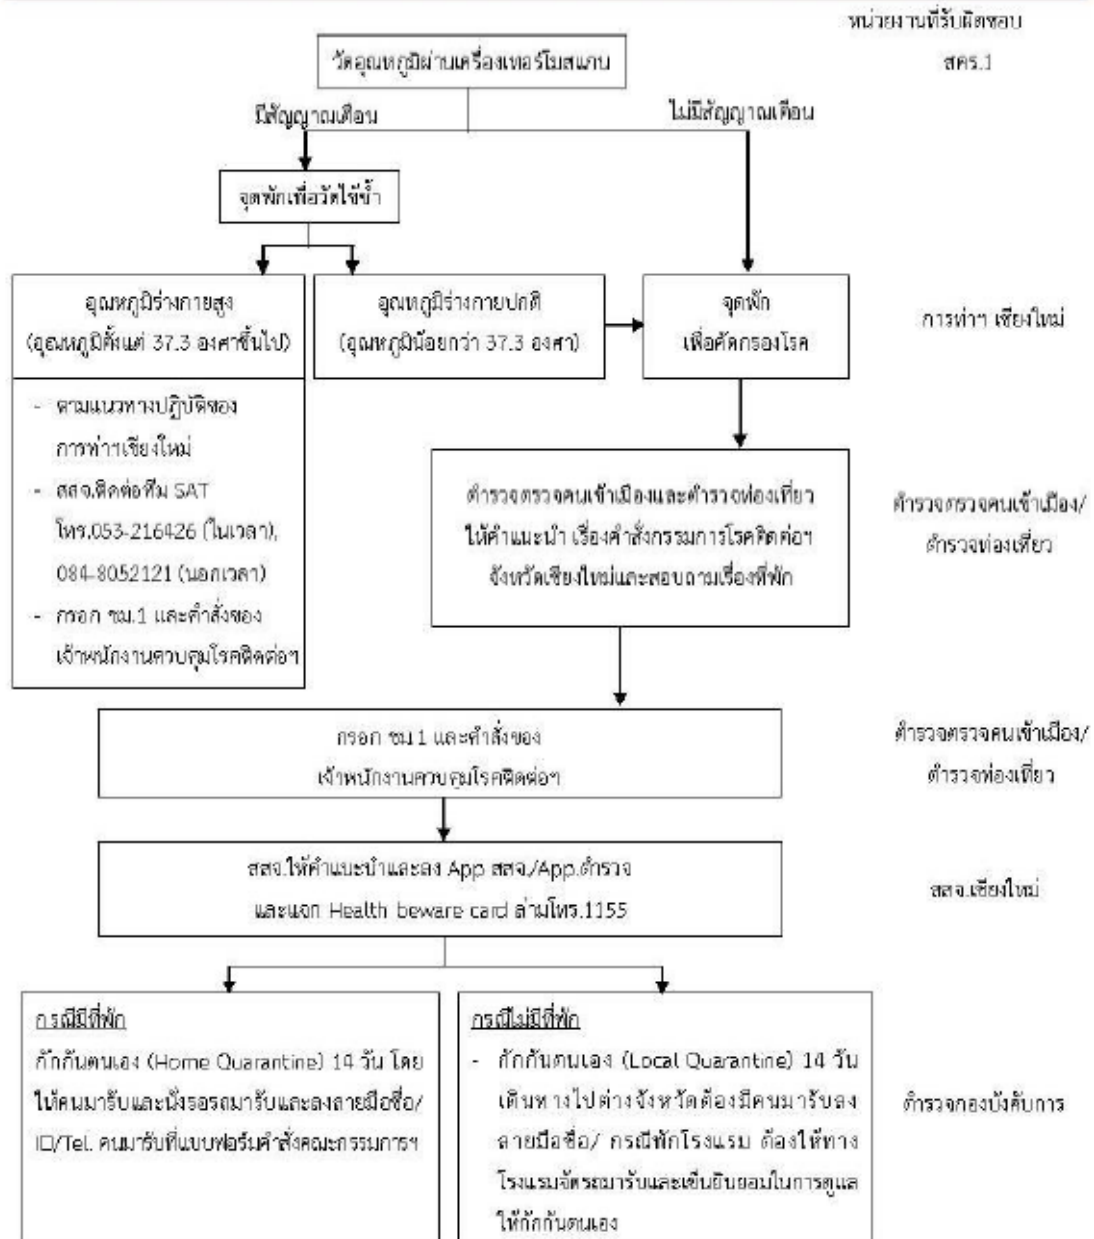 หน่วยงานที่รับผิดชอบ
วัดอุณหภูมิผ่านเครื่องเทอร์โมสแกน
สคร.1
มีสัญญาณเตือน
ไม่มีสัญญาณเตือน
จุดพักเพื่อวัดไข้ซ้ำ
อุณหภูมิร่างกายสูง
(อุณหภูมิตั้งแต่ 37.3 องศาขึ้นไป)
อุณหภูมิร่างกายปกติ
(อุณหภูมิน้อยกว่า 37.3 องศา)
จุดพัก
เพื่อคัดกรองโรค
การท่าฯ เชียงใหม่
- ตามแนวทางปฏิบัติของ
การท่าฯเชียงใหม่
- สสจ.ติดต่อทีม SAT
โทร.053-216426 (ในเวลา),
084-8052121 (นอกเวลา)
- กรอก ชม.1 และคำสั่งของ
เจ้าพนักงานควบคุมโรคติดต่อฯ
ตำรวจตรวจคนเข้าเมืองและตำรวจท่องเที่ยว
ให้คำแนะนำ เรื่องคำสั่งกรรมการโรคติดต่อฯ
จังหวัดเชียงใหม่และสอบถามเรื่องที่พัก
ตำรวจตรวจคนเข้าเมือง/
ตำรวจท่องเที่ยว
กรอก ชม.1 และคำสั่งของ
เจ้าพนักงานควบคุมโรคติดต่อฯ
ตำรวจตรวจคนเข้าเมือง/
ตำรวจท่องเที่ยว
สสจ.ให้คำแนะนำและลง App สสจ./App.ตำรวจ
และแจก Health beware card ล่ามโทร.1155
สสจ.เชียงใหม่
กรณีมีที่พัก
กักกันตนเอง (Home Quarantine) 14 วัน โดย
ให้คนมารับและนั่งรอรถมารับและลงลายมือชื่อ/
ID/Tel. คนมารับที่แบบฟอร์มคำสั่งคณะกรรมการฯ
กรณีไม่มีที่พัก
- กักกันตนเอง (Local Quarantine) 14 วัน
เดินทางไปต่างจังหวัดต้องมีคนมารับลง
ลายมือชื่อ/ กรณีพักโรงแรม ต้องให้ทาง
โรงแรมจัดรถมารับและเซ็นยินยอมในการดูแล
ให้กักกันตนเอง
ตำรวจกองบังคับการ